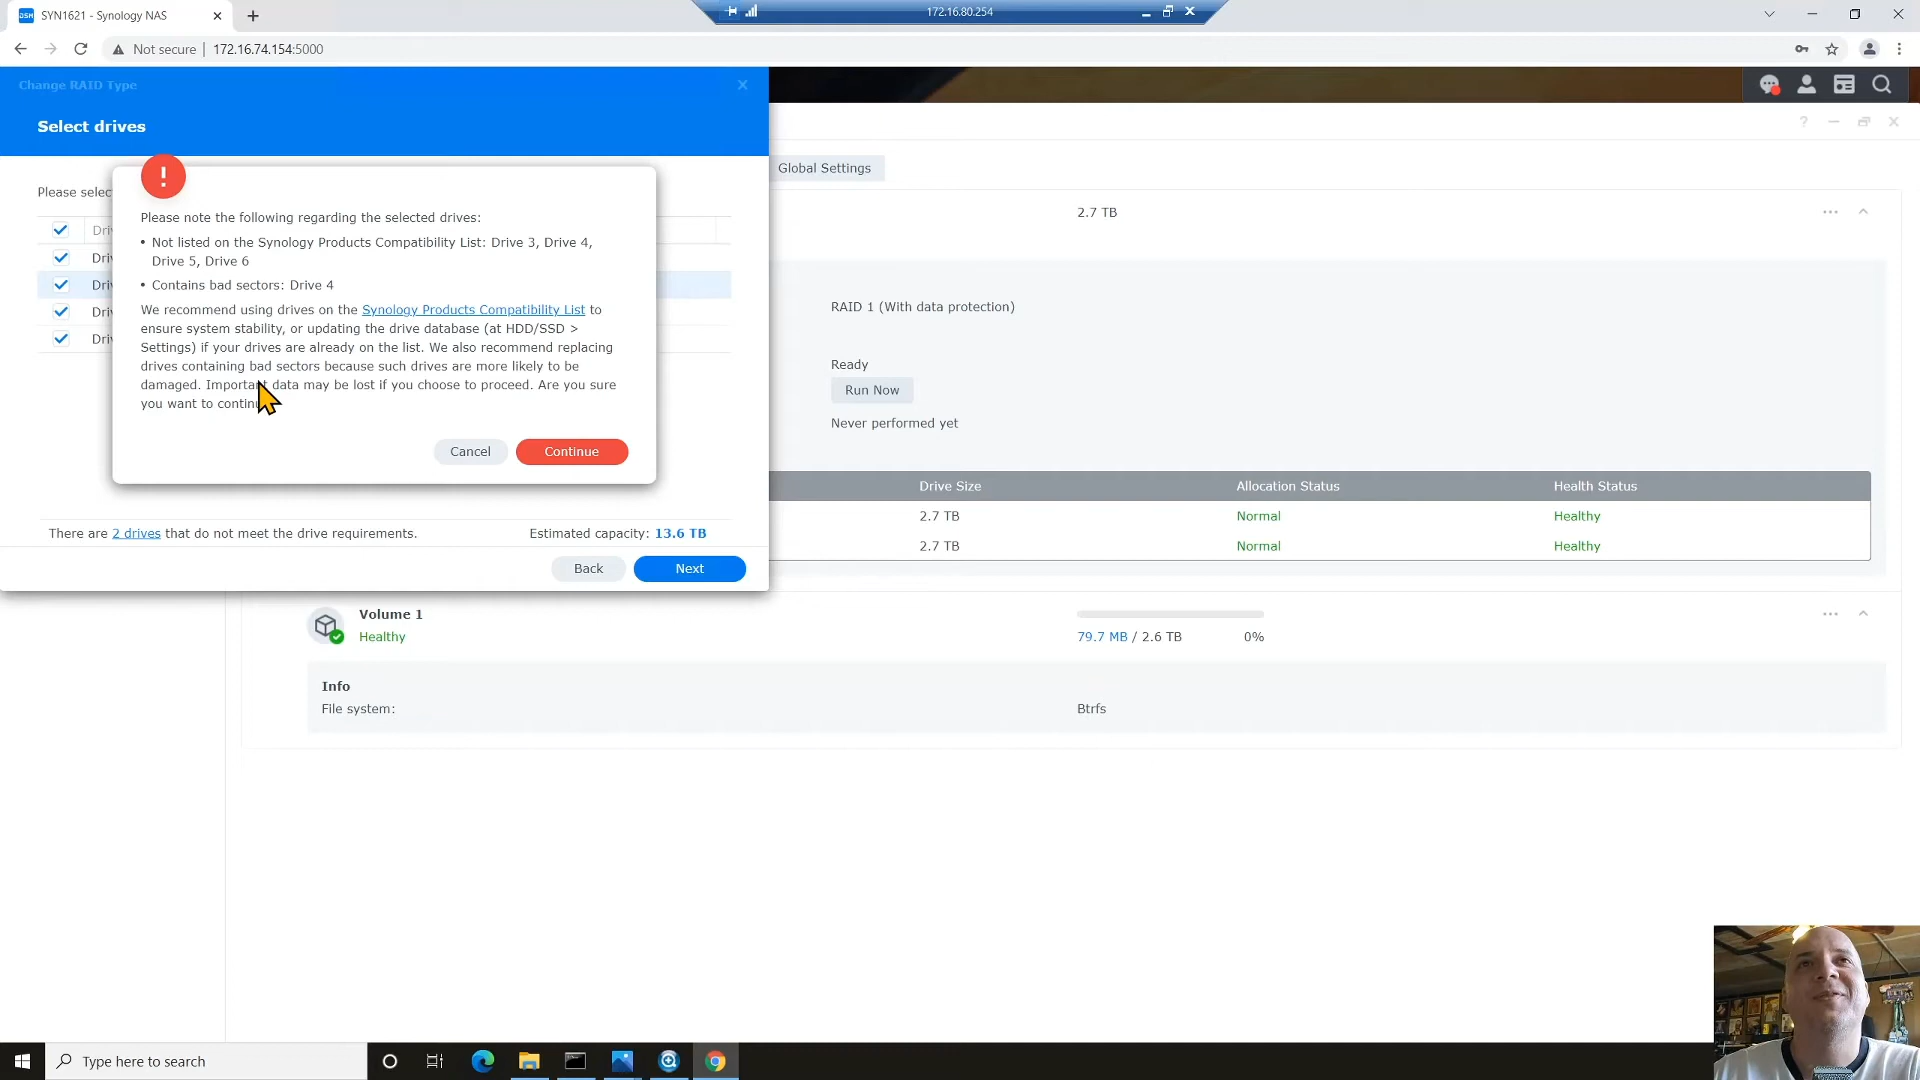 SYN1621 - Synology NAS
172.16.80.254
Not secure
172.16.74.154:5000
Change RAID Type
Select drives
Global Settings
Please selec
Please note the following regarding the selected drives:
• Not listed on the Synology Products Compatibility List: Drive 3, Drive 4,
Drive 5, Drive 6
• Contains bad sectors: Drive 4
We recommend using drives on the Synology Products Compatibility List to
ensure system stability, or updating the drive database (at HDD/SSD >
Settings) if your drives are already on the list. We also recommend replacing
drives containing bad sectors because such drives are more likely to be
damaged. Important data may be lost if you choose to proceed. Are you sure
you want to continu
Driv
Driv
Driv
Driv
Driv
Cancel
Continue
There are 2 drives that do not meet the drive requirements.
Estimated capacity: 13.6 TB
Back
Next
2.7 TB
RAID 1 (With data protection)
Ready
Run Now
Never performed yet
Drive Size
Allocation Status
Health Status
2.7 TB
Normal
Healthy
2.7 TB
Normal
Healthy
Volume 1
Healthy
79.7 MB / 2.6 TB
0%
Info
File system:
Btrfs
Type here to search